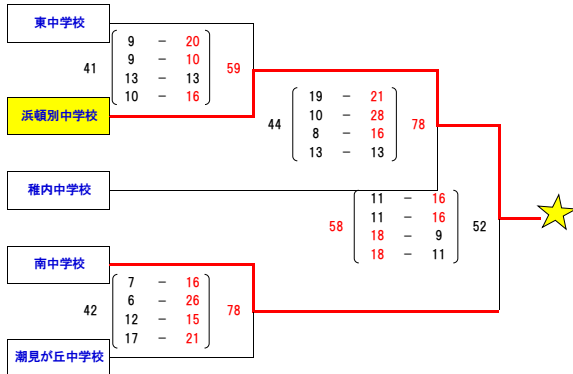 東中学校
9 － 20
9 － 10
41 13 － 13 59
10 － 16
浜頓別中学校
19 － 21
10 － 28
44 8 － 16 78
13 － 13
稚内中学校
11 － 16
11 － 16
58 18 － 9 52
18 － 11
南中学校
7 － 16
6 － 26
42 12 － 15 78
17 － 21
潮見が丘中学校